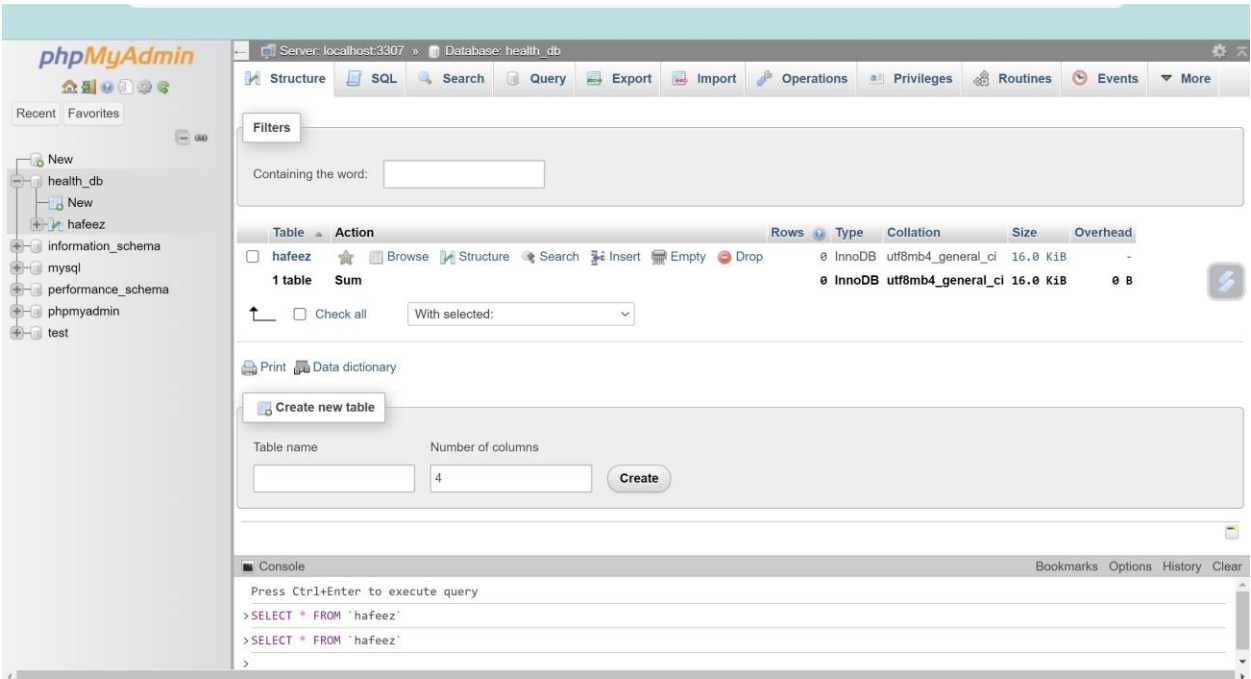 phpMyAdmin
Recent Favorites
New
health_db
New
hafeez
information_schema
mysql
performance_schema
phpmyadmin
test
Server: localhost:3307 » Database: health_db
Structure SQL Search Query Export Import Operations Privileges Routines Events More
Filters
Containing the word:
Table Action Rows Type Collation Size Overhead
hafeez Browse Structure Search Insert Empty Drop 0 InnoDB utf8mb4_general_ci 16.0 KiB -
1 table Sum 0 InnoDB utf8mb4_general_ci 16.0 KiB 0 B
Check all With selected:
Print Data dictionary
Create new table
Table name Number of columns
4 Create
Console Bookmarks Options History Clear
Press Ctrl+Enter to execute query
>SELECT * FROM `hafeez`
>SELECT * FROM `hafeez`
>